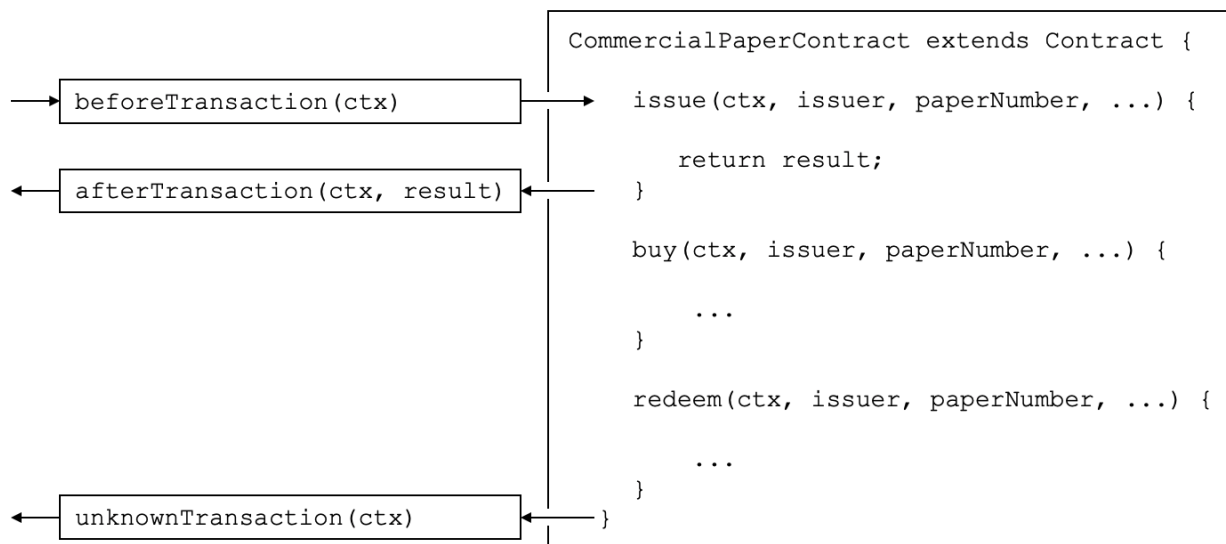 CommercialPaperContract extends Contract {
beforeTransaction(ctx)
issue(ctx, issuer, paperNumber, ...) {
return result;
afterTransaction(ctx, result)
}
buy(ctx, issuer, paperNumber, ...) {
...
}
redeem(ctx, issuer, paperNumber, ...) {
...
}
unknownTransaction(ctx)
}